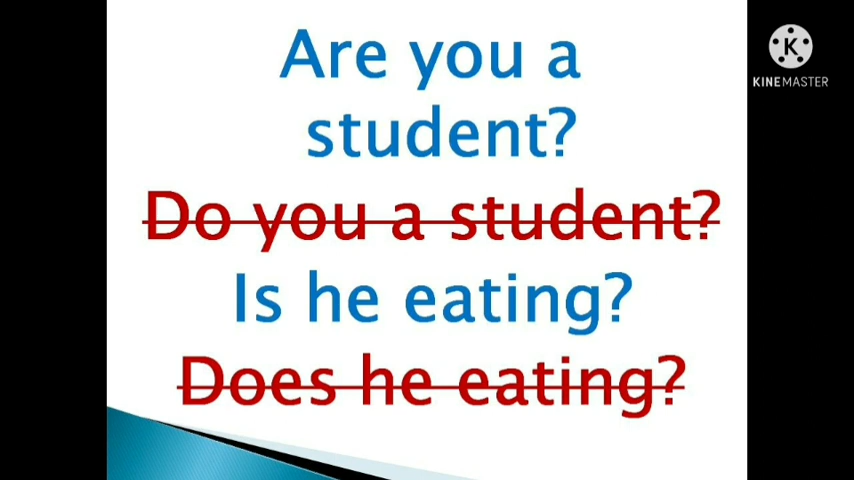 Are you a
student?
Do you a student?
Is he eating?
Does he eating?
K
KINEMASTER